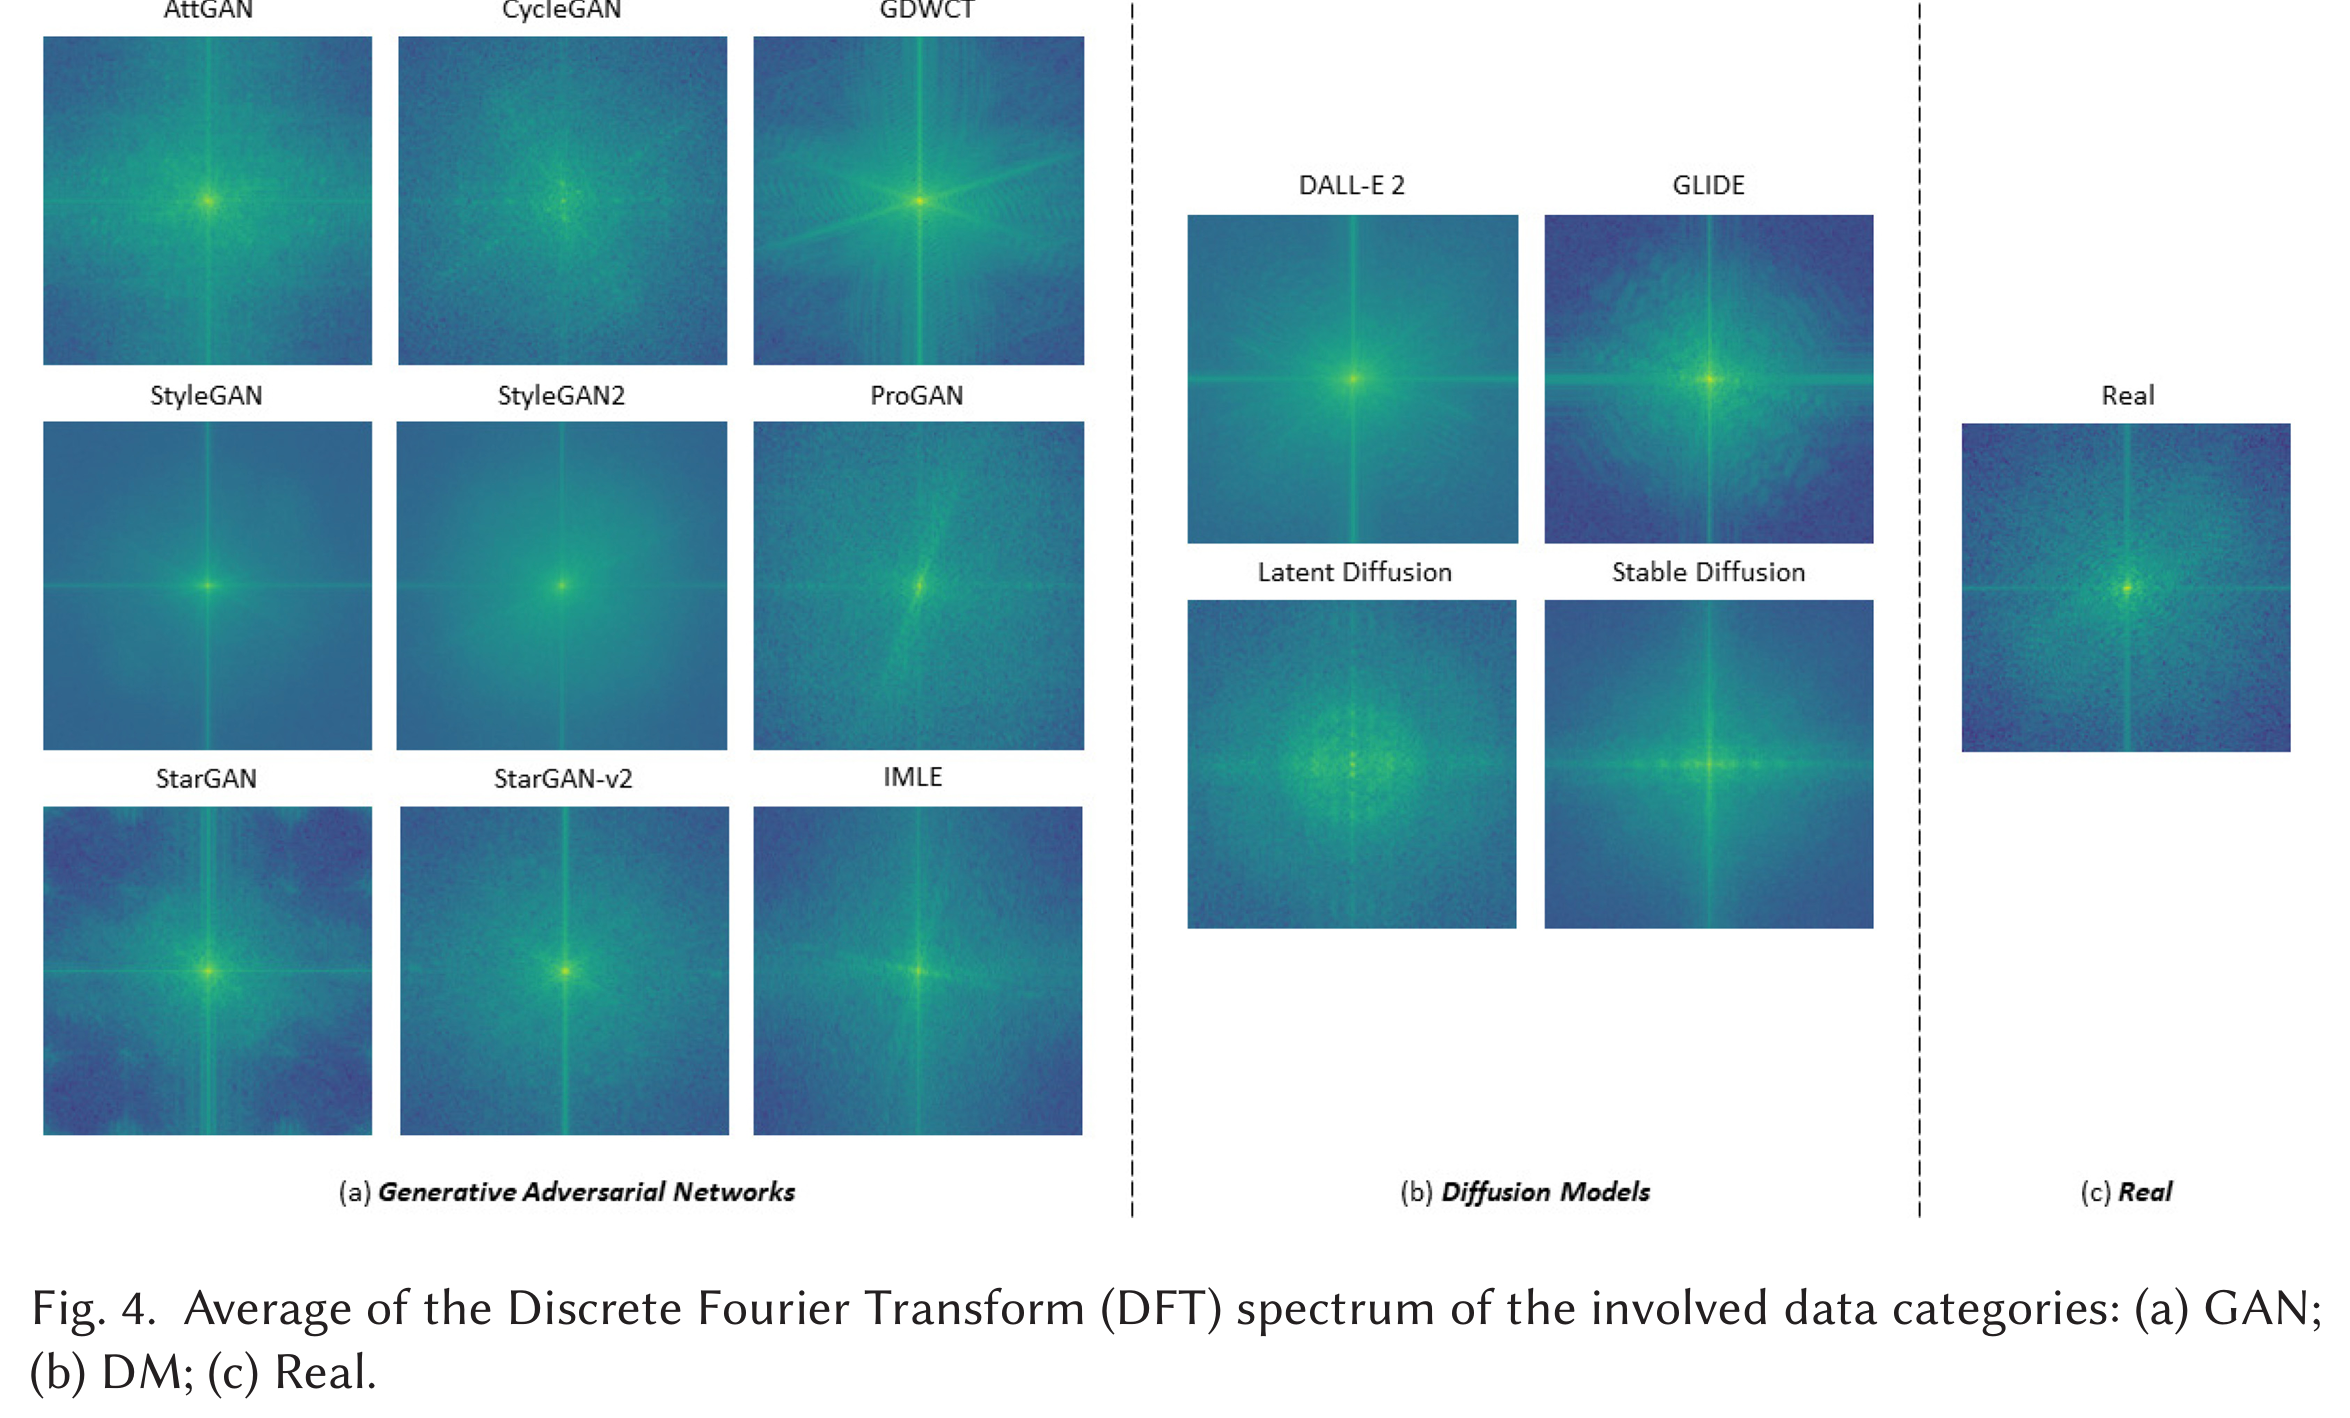 AttGAN CycleGAN GDWCT
StyleGAN StyleGAN2 ProGAN
StarGAN StarGAN-v2 IMLE
(a) Generative Adversarial Networks
DALL-E 2 GLIDE
Latent Diffusion Stable Diffusion
(b) Diffusion Models
Real
(c) Real
Fig. 4. Average of the Discrete Fourier Transform (DFT) spectrum of the involved data categories: (a) GAN;
(b) DM; (c) Real.